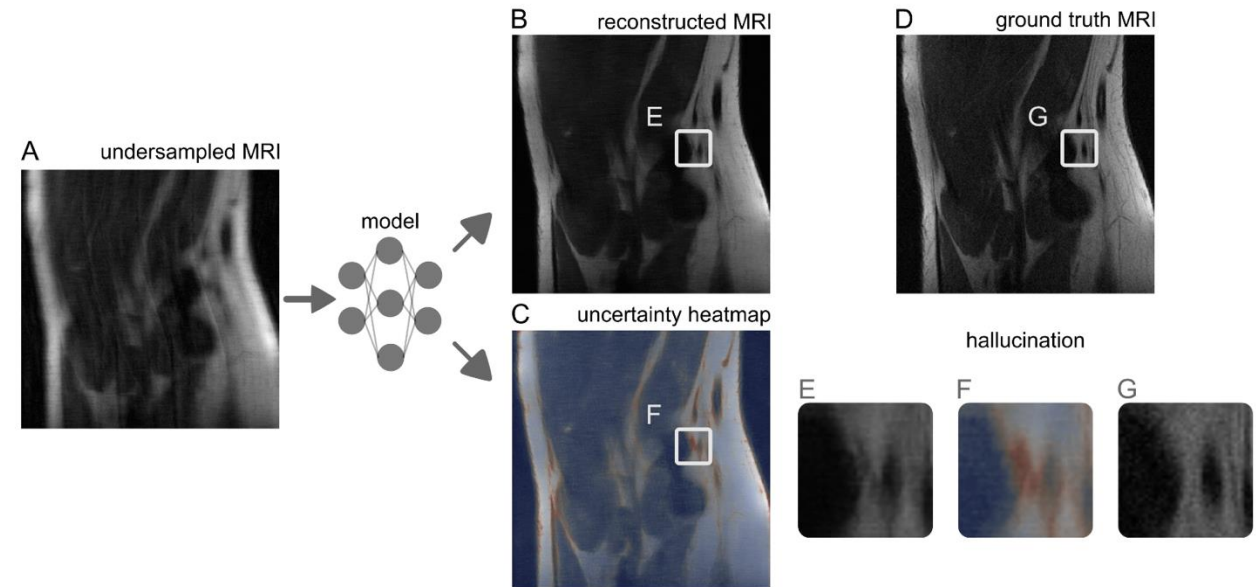 A
undersampled MRI
model
B
reconstructed MRI
E
C
uncertainty heatmap
F
D
ground truth MRI
G
hallucination
E
F
G